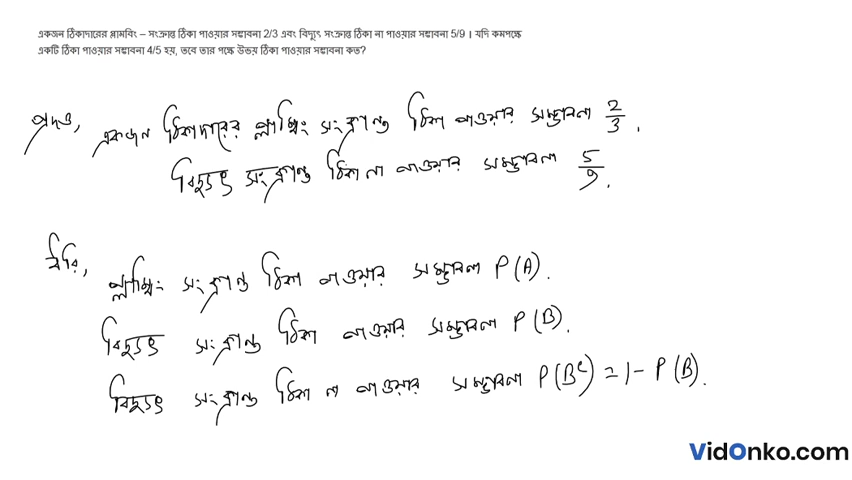 একজন ঠিকাদারের প্লামবিং – সংক্রান্ত ঠিকা পাওয়ার সম্ভাবনা 2/3 এবং বিদ্যুৎ সংক্রান্ত ঠিকা না পাওয়ার সম্ভাবনা 5/9 । যদি কমপক্ষে
একটি ঠিকা পাওয়ার সম্ভাবনা 4/5 হয়, তবে তার পক্ষে উভয় ঠিকা পাওয়ার সম্ভাবনা কত?
প্রদত্ত, একজন ঠিকাদারের প্লাম্বিং সংক্রান্ত ঠিকা পাওয়ার সম্ভাবনা 2/3.
বিদ্যুৎ সংক্রান্ত ঠিকা না পাওয়ার সম্ভাবনা 5/9.
ধরি, প্লাম্বিং সংক্রান্ত ঠিকা পাওয়ার সম্ভাবনা P(A).
বিদ্যুৎ সংক্রান্ত ঠিকা পাওয়ার সম্ভাবনা P(B).
বিদ্যুৎ সংক্রান্ত ঠিকা না পাওয়ার সম্ভাবনা P(Bᶜ) = 1 - P(B).
VidOnko.com